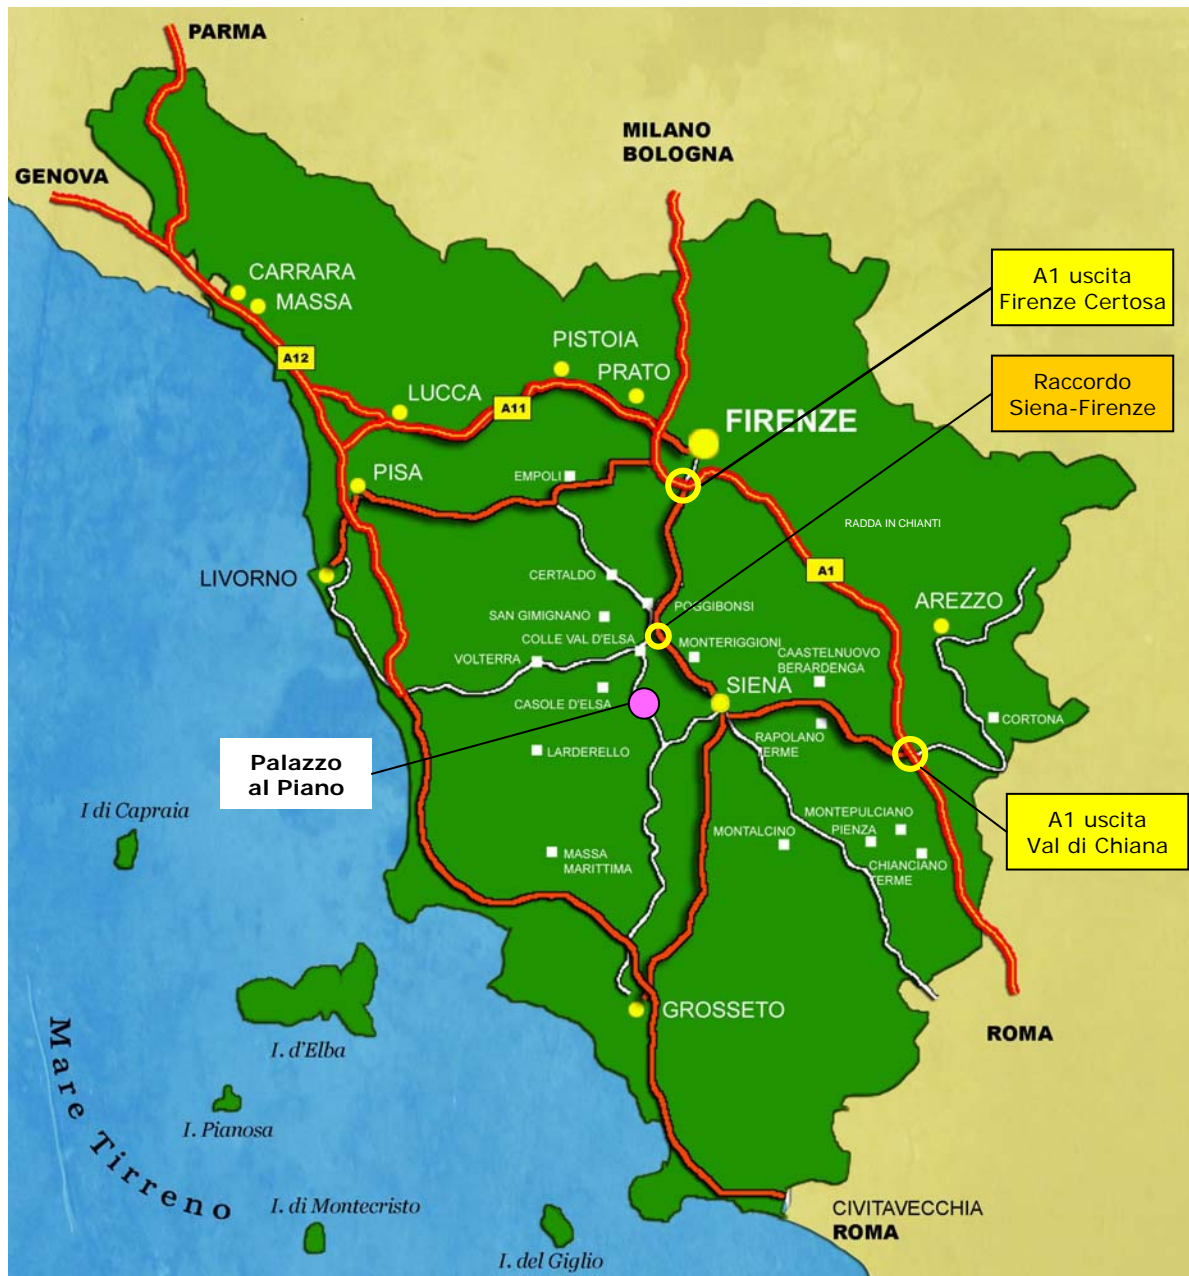 PARMA
MILANO
BOLOGNA
GENOVA
CARRARA
MASSA
A1 uscita
Firenze Certosa
A12
PISTOIA
PRATO
Raccordo
Siena-Firenze
LUCCA
A11
FIRENZE
PISA
EMPOLI
RADDA IN CHIANTI
LIVORNO
CERTALDO
A1
AREZZO
POGGIBONSI
SAN GIMIGNANO
COLLE VAL D'ELSA
MONTERIGGIONI
VOLTERRA
CAASTELNUOVO
BERARDENGA
SIENA
CASOLE D'ELSA
CORTONA
RAPOLANO
TERME
LARDERELLO
Palazzo
al Piano
I di Capraia
MONTEPULCIANO
PIENZA
MONTALCINO
A1 uscita
Val di Chiana
MASSA
MARITTIMA
CHIANCIANO
TERME
GROSSETO
ROMA
I. d'Elba
Mare Tirreno
I. Pianosa
I. di Montecristo
CIVITAVECCHIA
ROMA
I. del Giglio